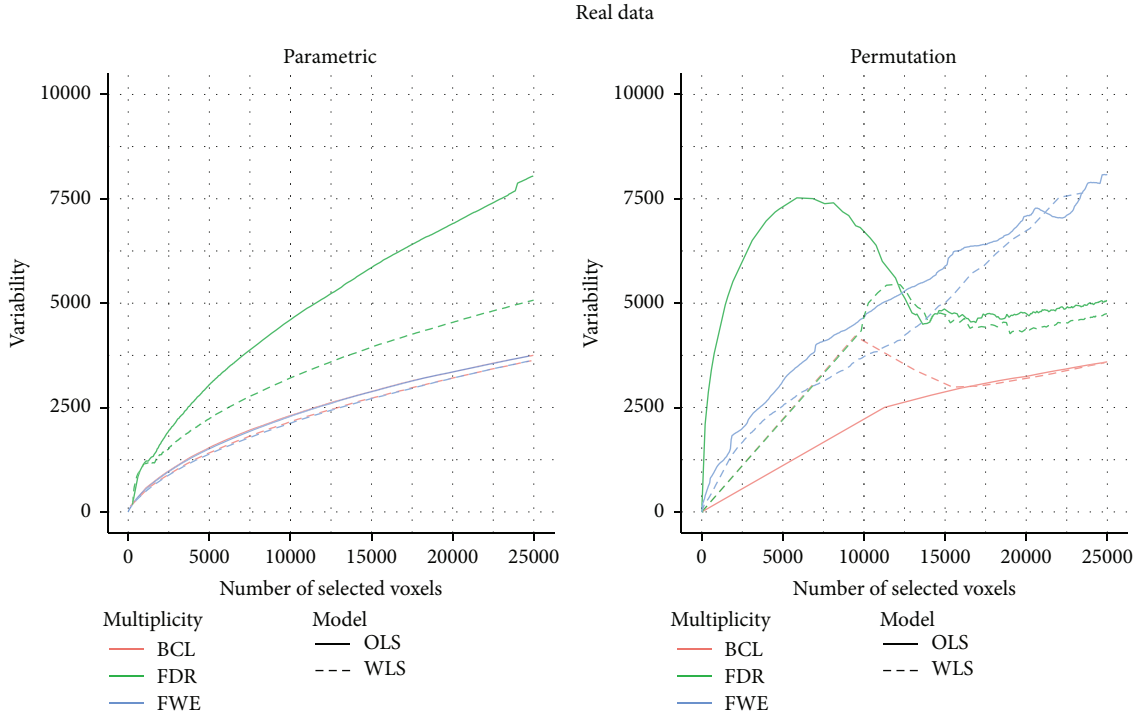 Real data
Parametric
10000
7500
5000
2500
0
Variability
0 5000 10000 15000 20000 25000
Number of selected voxels
Multiplicity
BCL
FDR
FWE
Model
OLS
WLS
Permutation
10000
7500
5000
2500
0
Variability
0 5000 10000 15000 20000 25000
Number of selected voxels
Multiplicity
BCL
FDR
FWE
Model
OLS
WLS